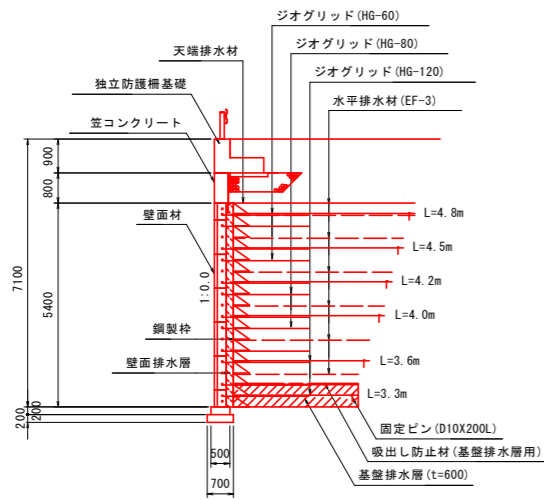 ジオグリッド(HG-60)
ジオグリッド(HG-80)
天端排水材
ジオグリッド(HG-120)
独立防護柵基礎
水平排水材(EF-3)
笠コンクリート
900
800
L=4.8m
壁面材
L=4.5m
7100
5400
1:0.0
L=4.2m
L=4.0m
鋼製枠
壁面排水層
L=3.6m
L=3.3m
200
200
固定ピン(D10X200L)
500
吸出し防止材(基盤排水層用)
700
基盤排水層(t=600)